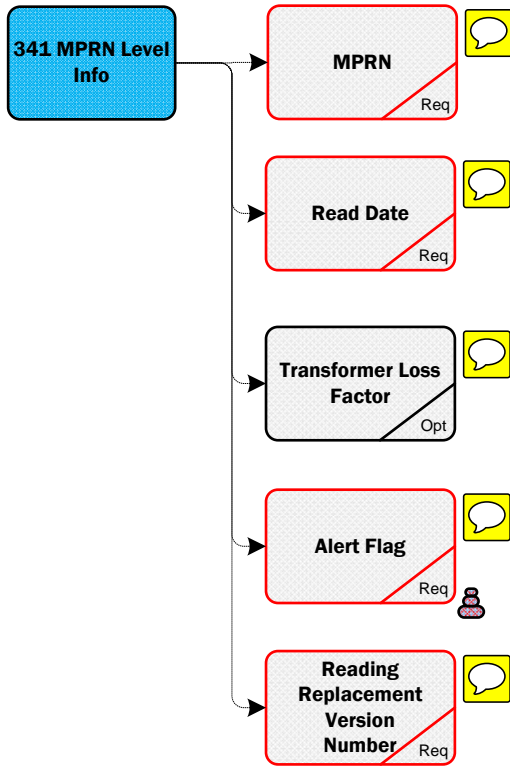 341 MPRN Level
Info
MPRN
Req
Read Date
Req
Transformer Loss
Factor
Opt
Alert Flag
Req
Reading
Replacement
Version
Number
Req